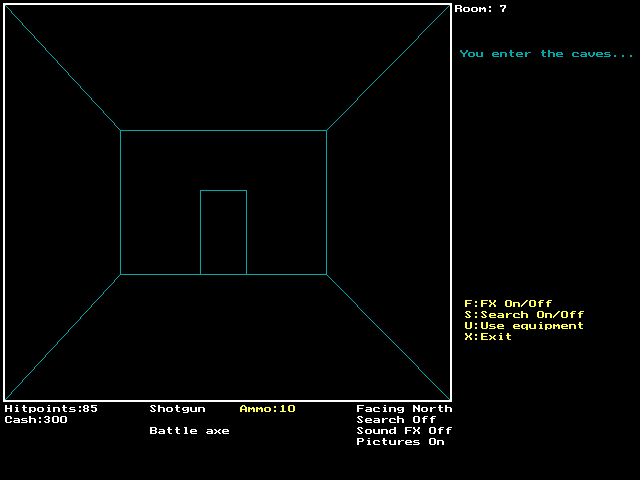 Room: 7
You enter the caves...
F:FX On/Off
S:Search On/Off
U:Use equipment
X:Exit
Hitpoints:85 Shotgun Ammo:10 Facing North
Cash:300 Search Off
Battle axe Sound FX Off
Pictures On